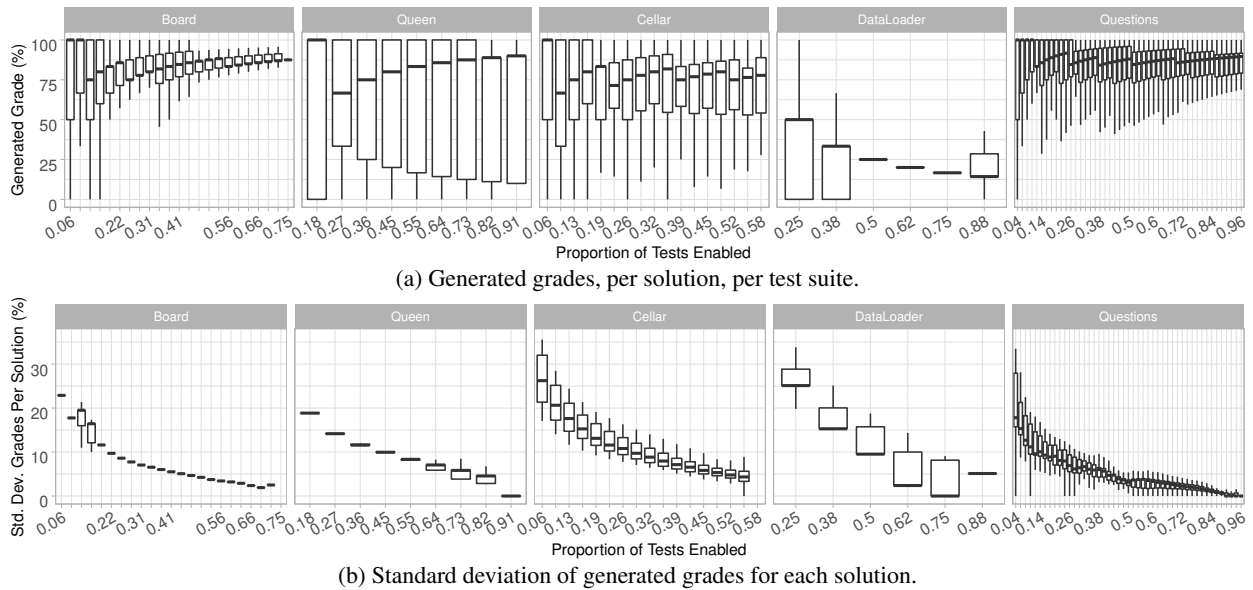 Board Queen Cellar DataLoader Questions
Generated Grade (%)
100
75
50
25
0
0.06 0.22 0.31 0.41 0.56 0.66 0.75
0.18 0.27 0.36 0.45 0.55 0.64 0.73 0.82 0.91
0.06 0.13 0.19 0.26 0.32 0.39 0.45 0.52 0.58
0.25 0.38 0.5 0.62 0.75 0.88
0.04 0.14 0.26 0.38 0.5 0.6 0.72 0.84 0.96
Proportion of Tests Enabled
(a) Generated grades, per solution, per test suite.
Std. Dev. Grades Per Solution (%)
Board Queen Cellar DataLoader Questions
30
20
10
0
0.06 0.22 0.31 0.41 0.56 0.66 0.75
0.18 0.27 0.36 0.45 0.55 0.64 0.73 0.82 0.91
0.06 0.13 0.19 0.26 0.32 0.39 0.45 0.52 0.58
0.25 0.38 0.5 0.62 0.75 0.88
0.04 0.14 0.26 0.38 0.5 0.6 0.72 0.84 0.96
Proportion of Tests Enabled
(b) Standard deviation of generated grades for each solution.